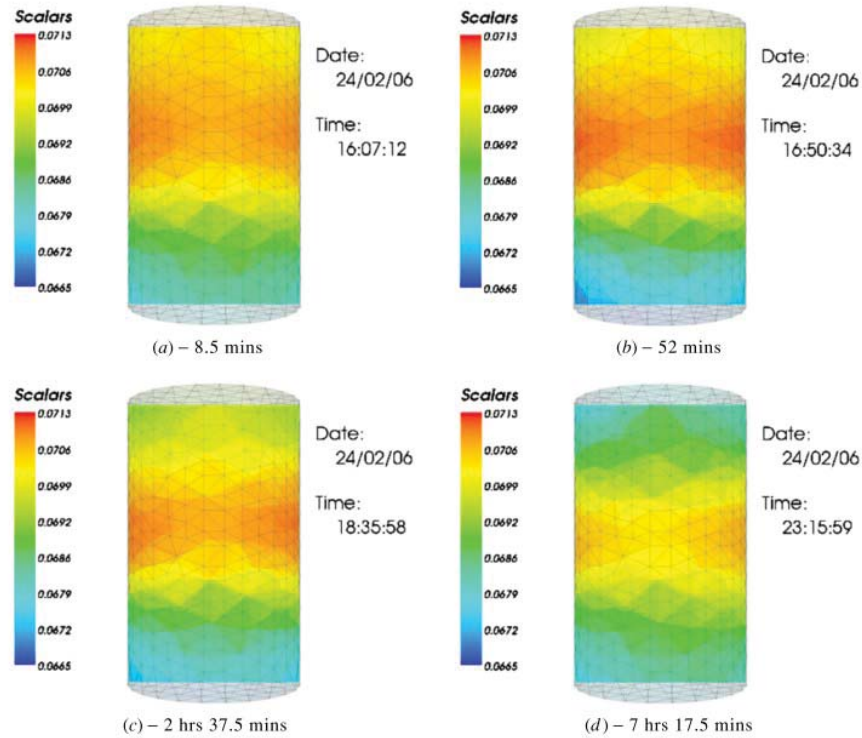 Scalars
0.0713
0.0706
0.0699
0.0692
0.0686
0.0679
0.0672
0.0665
Date:
24/02/06
Time:
16:07:12
(a) – 8.5 mins
Scalars
0.0713
0.0706
0.0699
0.0692
0.0686
0.0679
0.0672
0.0665
Date:
24/02/06
Time:
16:50:34
(b) – 52 mins
Scalars
0.0713
0.0706
0.0699
0.0692
0.0686
0.0679
0.0672
0.0665
Date:
24/02/06
Time:
18:35:58
(c) – 2 hrs 37.5 mins
Scalars
0.0713
0.0706
0.0699
0.0692
0.0686
0.0679
0.0672
0.0665
Date:
24/02/06
Time:
23:15:59
(d) – 7 hrs 17.5 mins